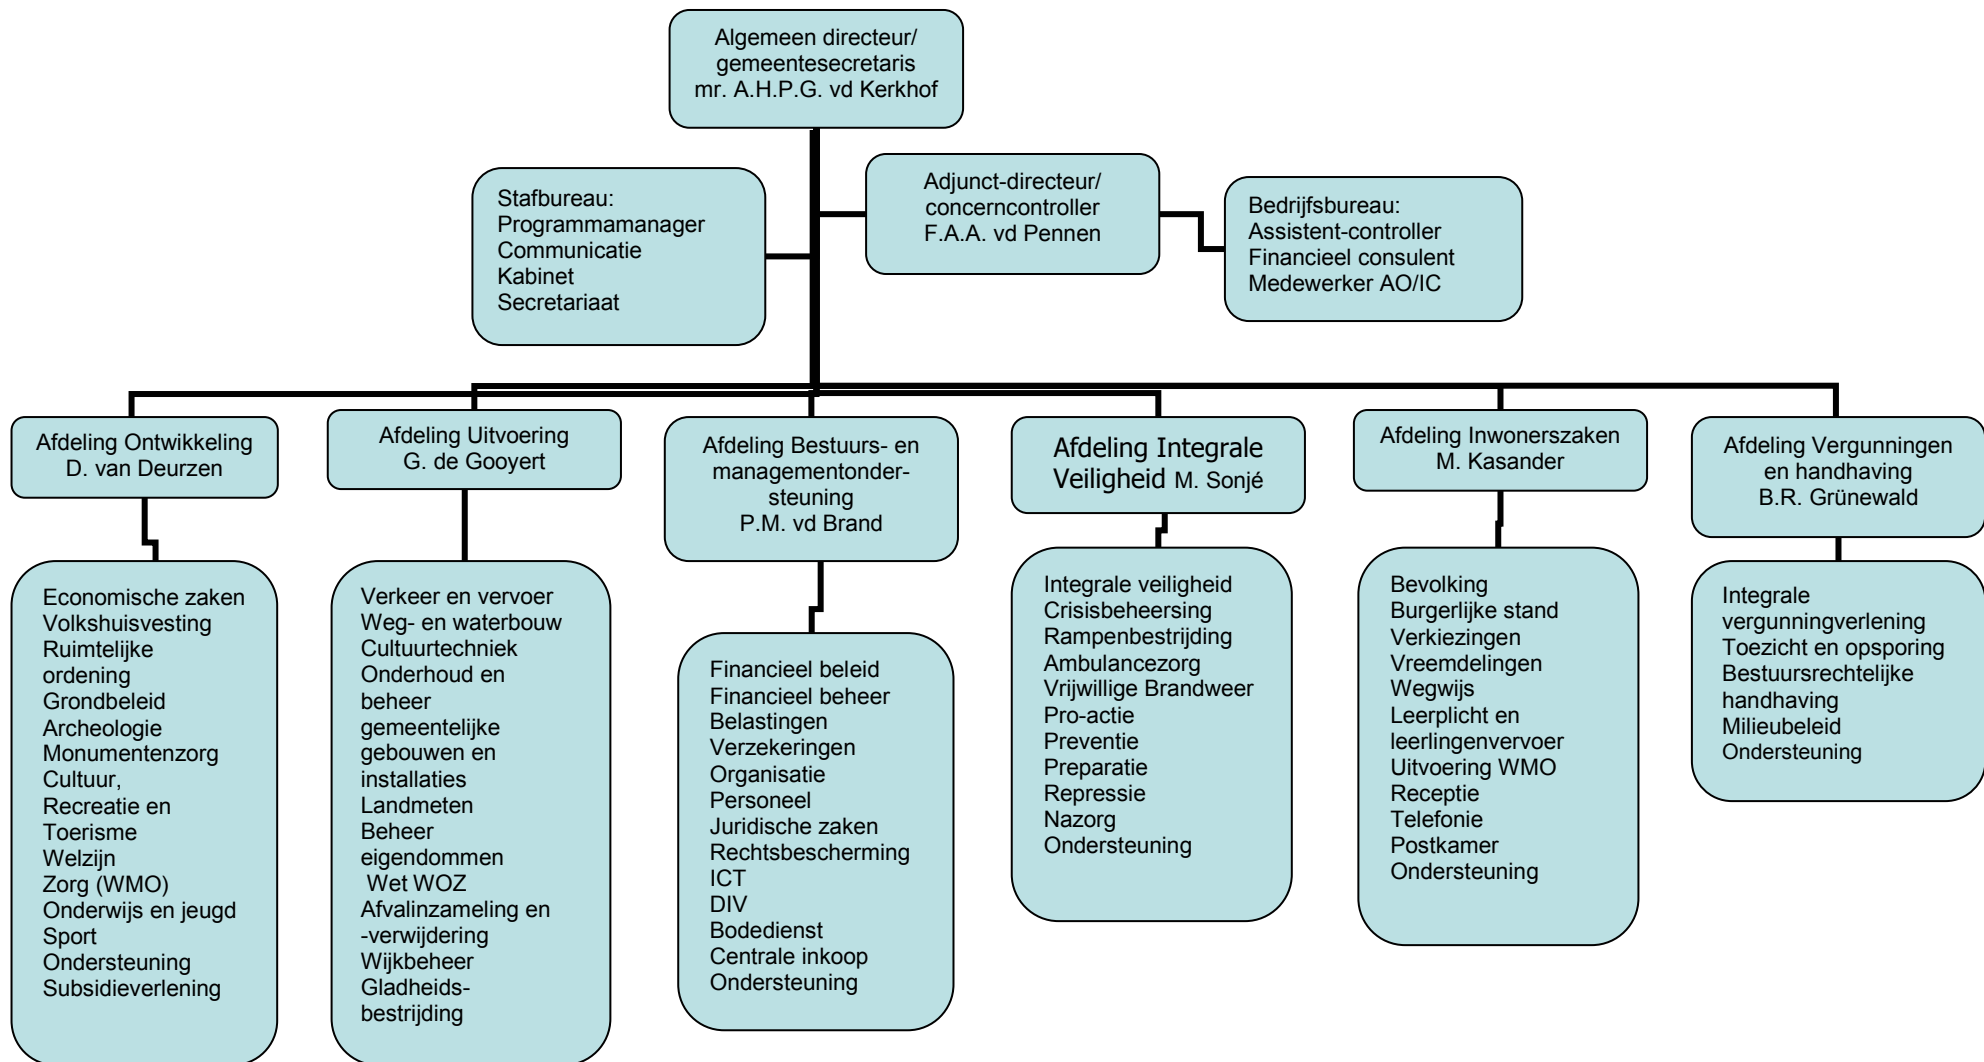 Algemeen directeur/
gemeentesecretaris
mr. A.H.P.G. vd Kerkhof
Stafbureau:
Programmamanager
Communicatie
Kabinet
Secretariaat
Adjunct-directeur/
concerncontroller
F.A.A. vd Pennen
Bedrijfsbureau:
Assistent-controller
Financieel consulent
Medewerker AO/IC
Afdeling Ontwikkeling
D. van Deurzen
Afdeling Uitvoering
G. de Gooyert
Afdeling Bestuurs- en
managementonder-
steuning
P.M. vd Brand
Afdeling Integrale
Veiligheid M. Sonjé
Afdeling Inwonerszaken
M. Kasander
Afdeling Vergunningen
en handhaving
B.R. Grünewald
Economische zaken
Volkshuisvesting
Ruimtelijke
ordening
Grondbeleid
Archeologie
Monumentenzorg
Cultuur,
Recreatie en
Toerisme
Welzijn
Zorg (WMO)
Onderwijs en jeugd
Sport
Ondersteuning
Subsidieverlening
Verkeer en vervoer
Weg- en waterbouw
Cultuurtechniek
Onderhoud en
beheer
gemeentelijke
gebouwen en
installaties
Landmeten
Beheer
eigendommen
Wet WOZ
Afvalinzameling en
-verwijdering
Wijkbeheer
Gladheids-
bestrijding
Financieel beleid
Financieel beheer
Belastingen
Verzekeringen
Organisatie
Personeel
Juridische zaken
Rechtsbescherming
ICT
DIV
Bodedienst
Centrale inkoop
Ondersteuning
Integrale veiligheid
Crisisbeheersing
Rampenbestrijding
Ambulancezorg
Vrijwillige Brandweer
Pro-actie
Preventie
Preparatie
Repressie
Nazorg
Ondersteuning
Bevolking
Burgerlijke stand
Verkiezingen
Vreemdelingen
Wegwijs
Leerplicht en
leerlingenvervoer
Uitvoering WMO
Receptie
Telefonie
Postkamer
Ondersteuning
Integrale
vergunningverlening
Toezicht en opsporing
Bestuursrechtelijke
handhaving
Milieubeleid
Ondersteuning